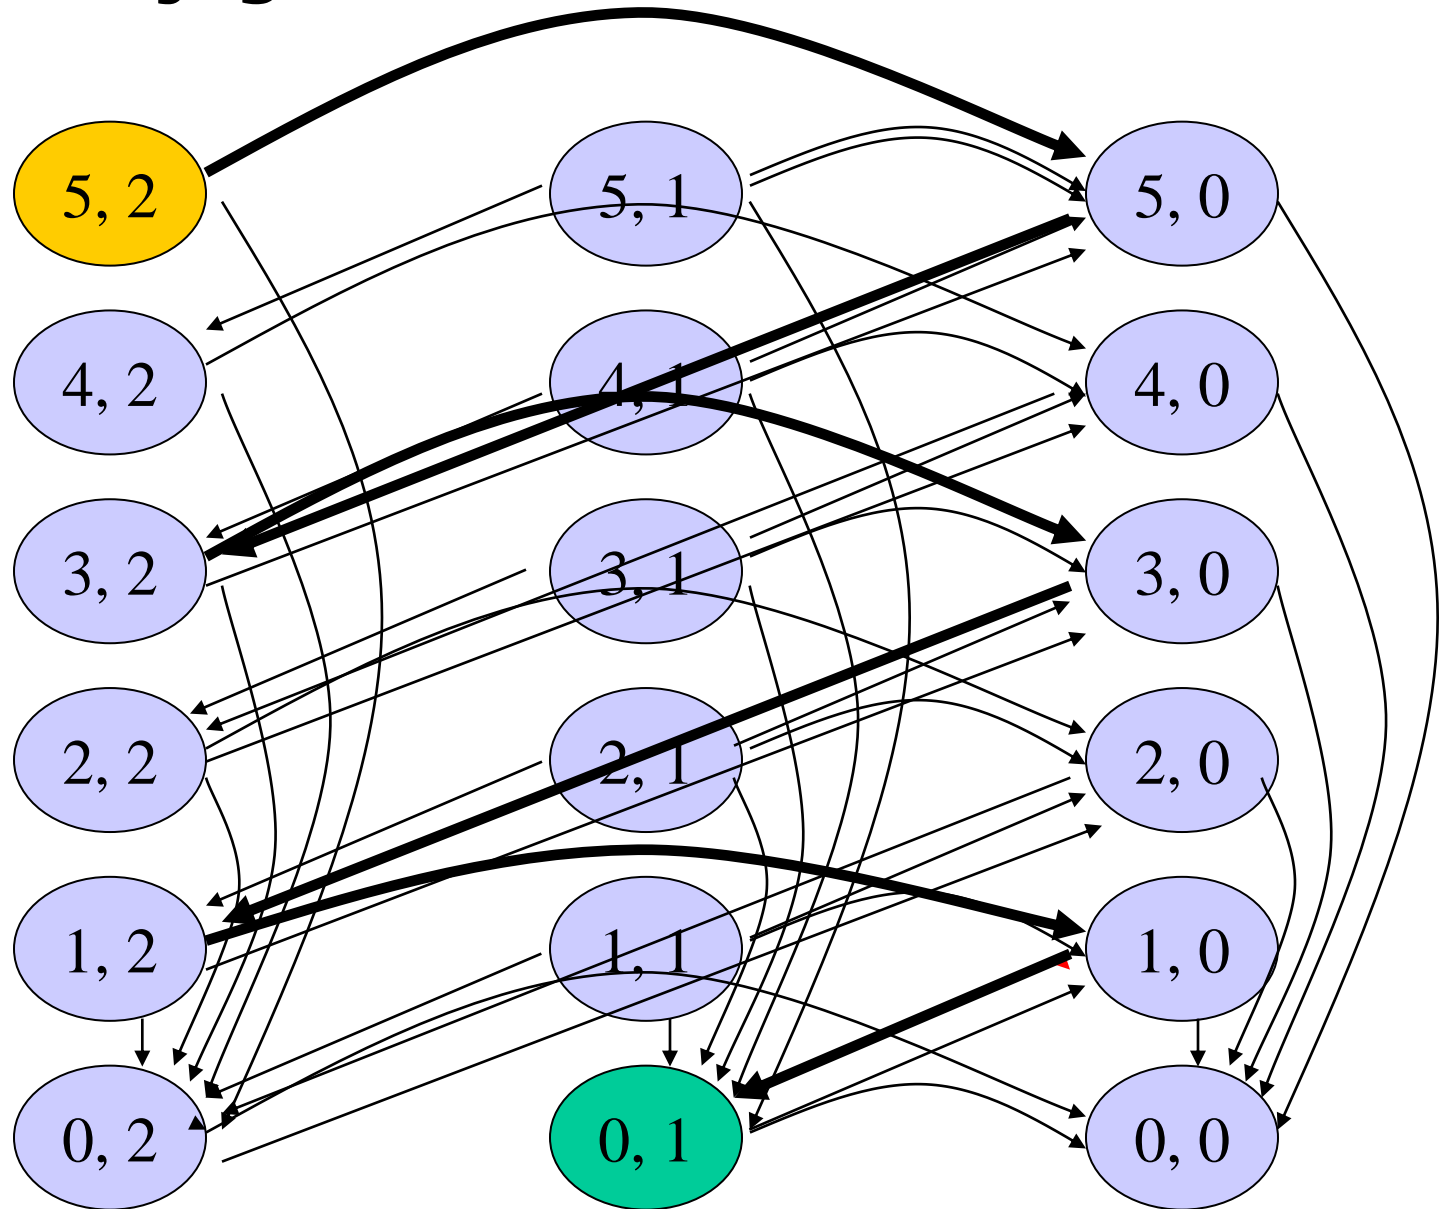 5, 2 5, 1 5, 0
4, 2 4, 1 4, 0
3, 2 3, 1 3, 0
2, 2 2, 1 2, 0
1, 2 1, 1 1, 0
0, 2 0, 1 0, 0